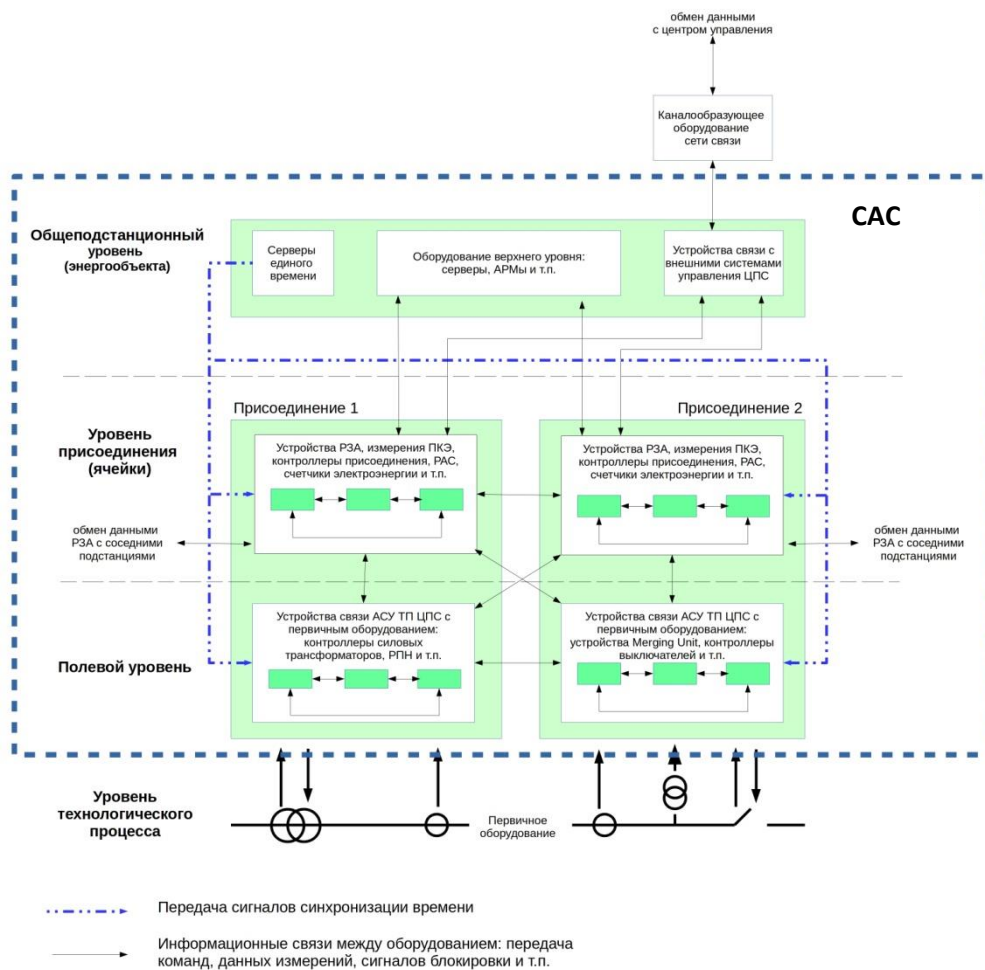 обмен данными
с центром управления
Каналообразующее
оборудование
сети связи
САС
Общеподстанционный
уровень
(энергообъекта)
Серверы
единого
времени
Оборудование верхнего уровня:
серверы, АРМы и т.п.
Устройства связи с
внешними системами
управления ЦПС
Присоединение 1
Присоединение 2
Уровень
присоединения
(ячейки)
Устройства РЗА, измерения ПКЭ,
контроллеры присоединения, РАС,
счетчики электроэнергии и т.п.
Устройства РЗА, измерения ПКЭ,
контроллеры присоединения, РАС,
счетчики электроэнергии и т.п.
обмен данными
РЗА с соседними
подстанциями
обмен данными
РЗА с соседними
подстанциями
Полевой уровень
Устройства связи АСУ ТП ЦПС с
первичным оборудованием:
контроллеры силовых
трансформаторов, РПН и т.п.
Устройства связи АСУ ТП ЦПС с
первичным оборудованием:
устройства Merging Unit, контроллеры
выключателей и т.п.
Уровень
технологического
процесса
Первичное
оборудование
Передача сигналов синхронизации времени
Информационные связи между оборудованием: передача
команд, данных измерений, сигналов блокировки и т.п.